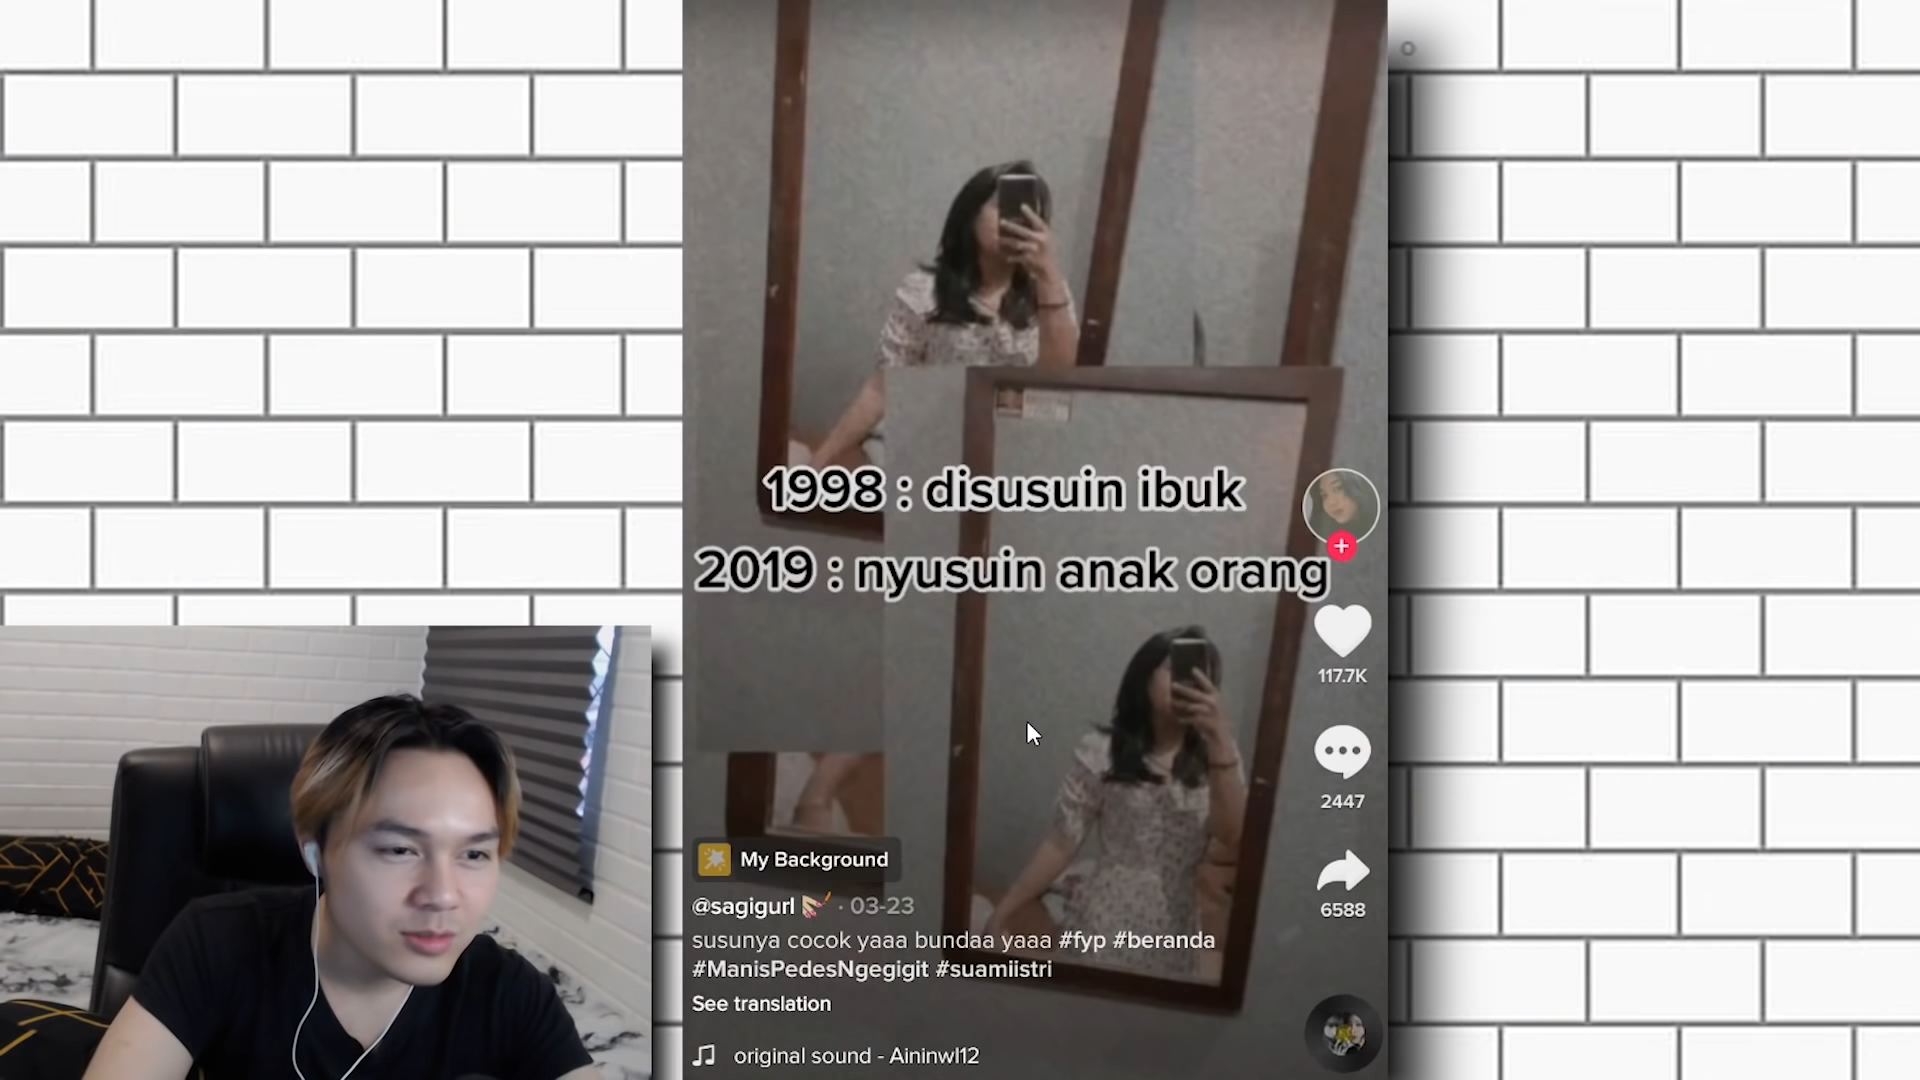 1998 : disusuin ibuk
2019 : nyusuin anak orang
117.7K
2447
6588
My Background
@sagigurl 💅 · 03-23
susunya cocok yaaa bundaa yaaa #fyp #beranda
#ManisPedesNgegigit #suamiistri
See translation
original sound - Aininwl12